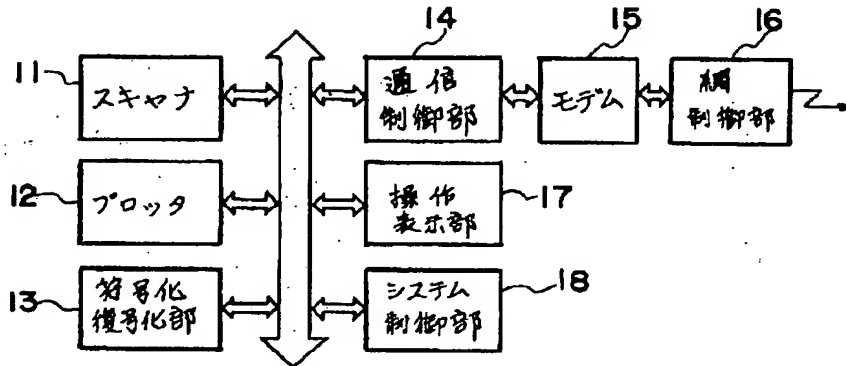 14
15
16
11
スキャナ
通信
制御部
モデム
網
制御部
12
プロッタ
操作
表示部
17
13
符号化
復号化部
システム
制御部
18